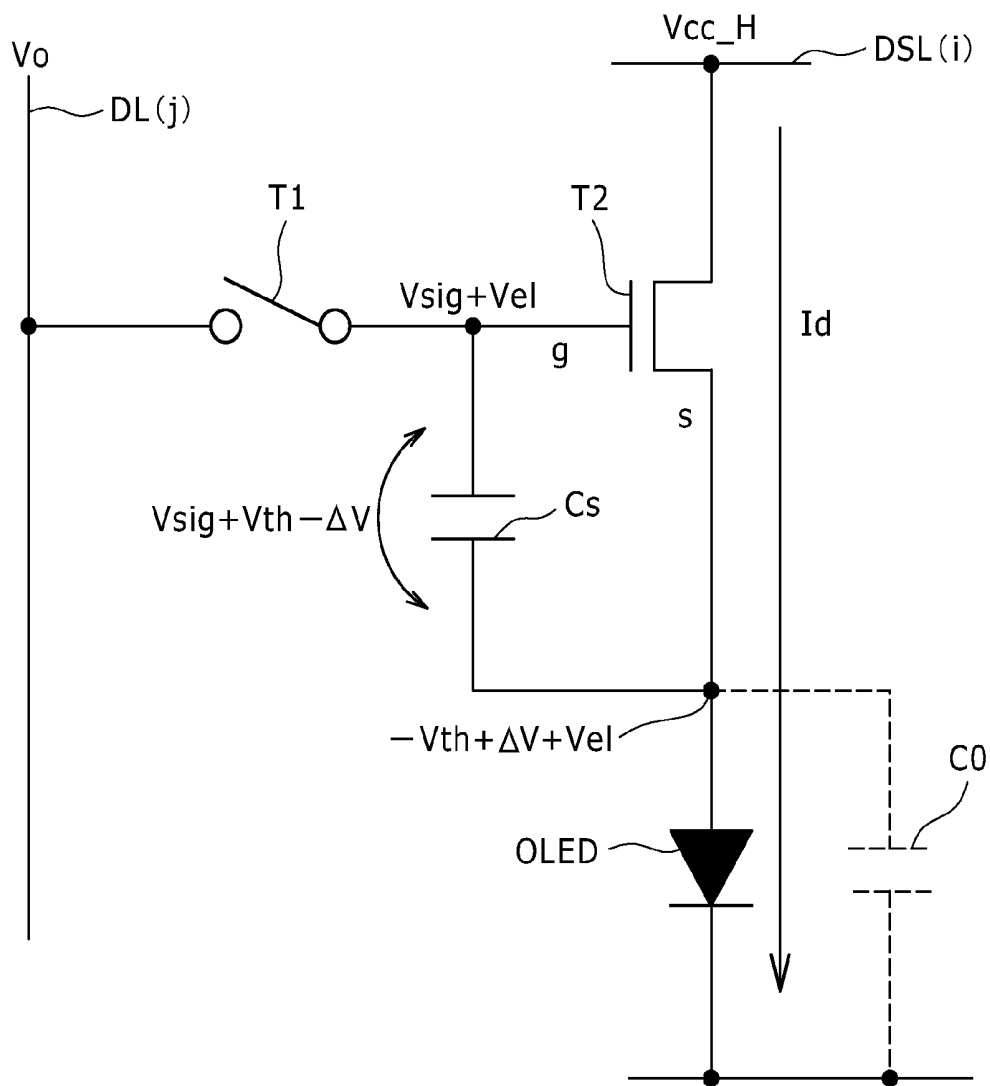 Vcc_H
Vo
DSL(i)
DL(j)
T1
T2
Vsig+Vel
Id
g
s
Vsig+Vth−ΔV
Cs
−Vth+ΔV+Vel
C0
OLED